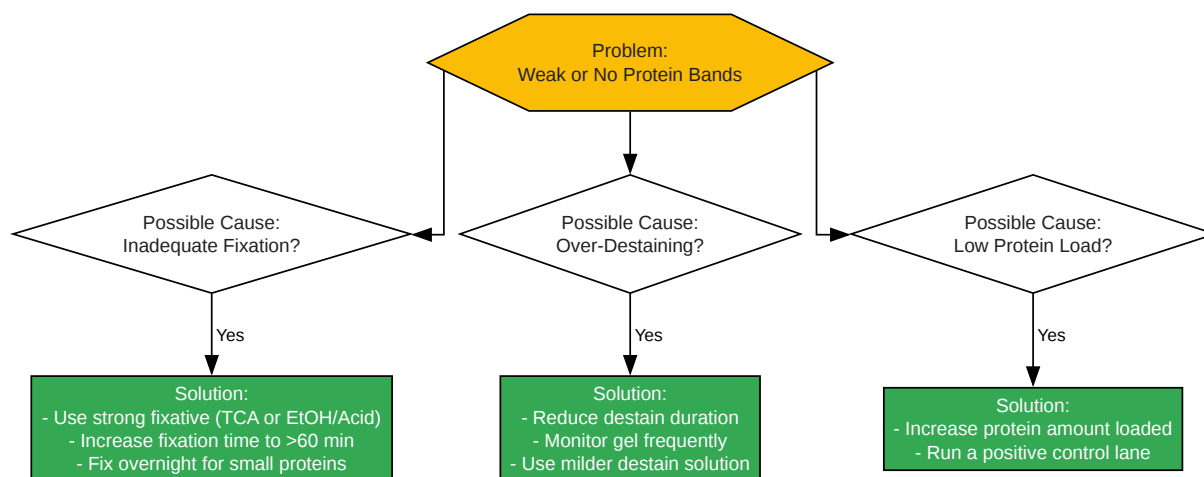 Problem:
Weak or No Protein Bands
Possible Cause:
Inadequate Fixation?
Possible Cause:
Over-Destaining?
Possible Cause:
Low Protein Load?
Yes
Yes
Yes
Solution:
- Use strong fixative (TCA or EtOH/Acid)
- Increase fixation time to >60 min
- Fix overnight for small proteins
Solution:
- Reduce destain duration
- Monitor gel frequently
- Use milder destain solution
Solution:
- Increase protein amount loaded
- Run a positive control lane